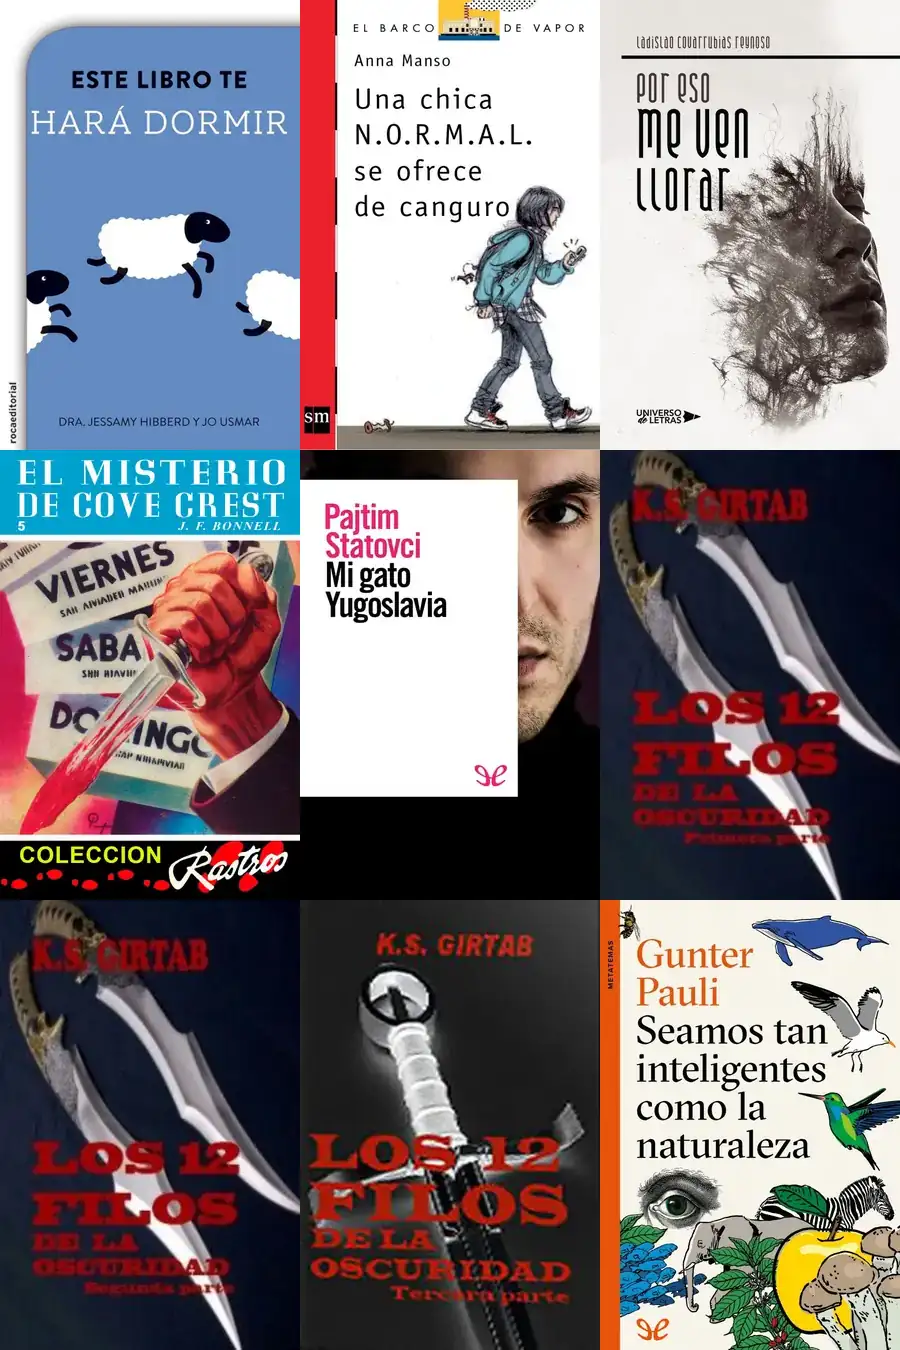 ESTE LIBRO TE
HARÁ DORMIR
rocaeditorial
DRA. JESSAMY HIBBERD Y JO USMAR
EL BARCO DE VAPOR
Anna Manso
Una chica
N.O.R.M.A.L.
se ofrece
de canguro
sm
Ladislao Covarrubias Reynoso
Por eso
me ven
llorar
UNIVERSO
DE LETRAS
EL MISTERIO
DE COVE CREST
5
J. F. BONNELL
VIERNES
SABA
DOMINGO
COLECCION
Rastros
Pajtim
Statovci
Mi gato
Yugoslavia
K.S. GIRTAB
LOS 12
FILOS
DE LA
OSCURIDAD
Primera parte
K.S. GIRTAB
LOS 12
FILOS
DE LA
OSCURIDAD
Segunda parte
K.S. GIRTAB
LOS 12
FILOS
DE LA
OSCURIDAD
Tercera parte
METATEMAS
Gunter
Pauli
Seamos tan
inteligentes
como la
naturaleza